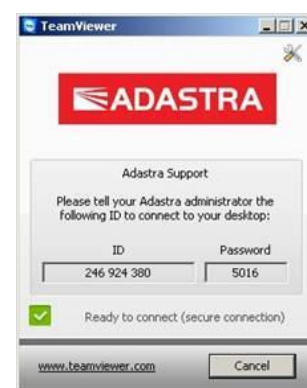 TeamViewer
ADASTRA
Adastra Support
Please tell your Adastra administrator the
following ID to connect to your desktop:
ID Password
246 924 380 5016
Ready to connect (secure connection)
www.teamviewer.com Cancel